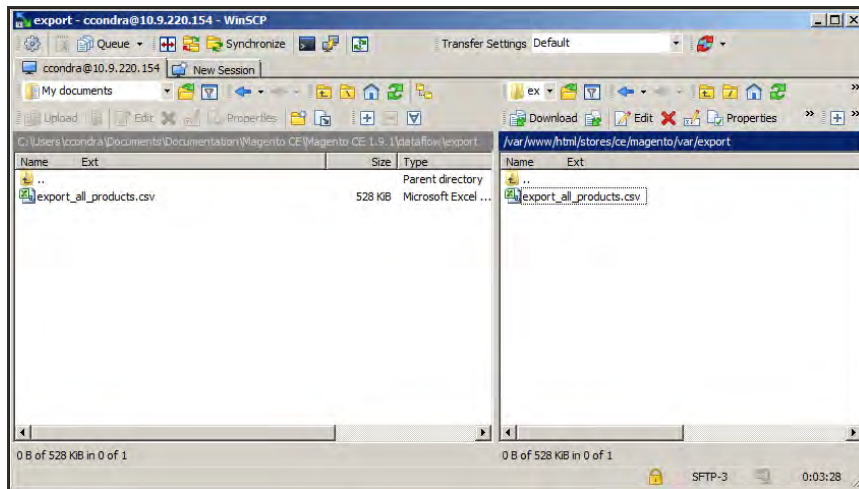 export - ccondra@10.9.220.154 - WinSCP
Queue Synchronize Transfer Settings Default
ccondra@10.9.220.154 New Session
My documents ex
Upload Edit Properties Download Edit Properties
C:\Users\ccondra\Documents\Documentation\Magento CE\Magento CE 1.9.1\dataflow\export /var/www/html/stores/ce/magento/var/export
Name Ext Size Type Name Ext
.. Parent directory ..
export_all_products.csv 528 KiB Microsoft Excel ... export_all_products.csv
0 B of 528 KiB in 0 of 1 0 B of 528 KiB in 0 of 1
SFTP-3 0:03:28